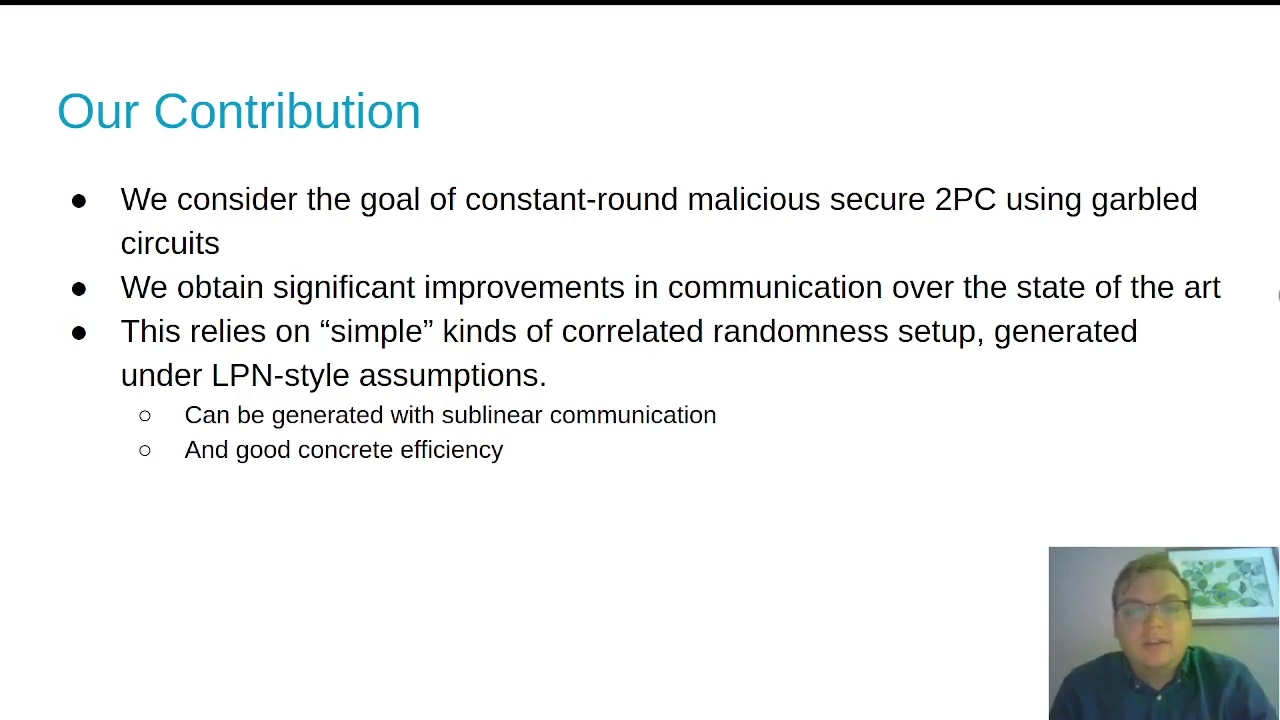 Our Contribution
● We consider the goal of constant-round malicious secure 2PC using garbled
circuits
● We obtain significant improvements in communication over the state of the art
● This relies on “simple” kinds of correlated randomness setup, generated
under LPN-style assumptions.
○ Can be generated with sublinear communication
○ And good concrete efficiency